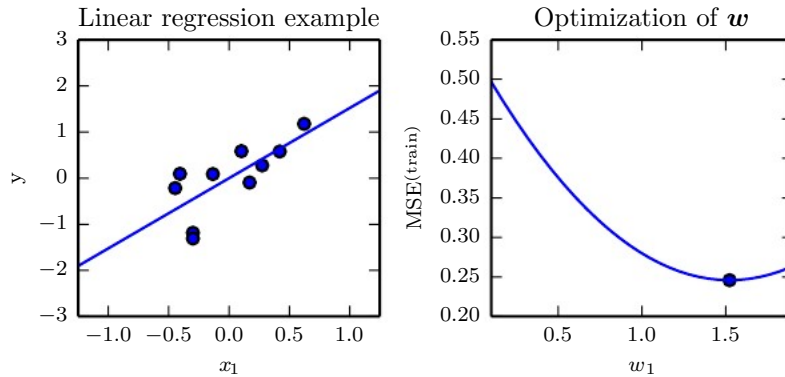 Linear regression example
3
2
1
0
−1
−2
−3
y
−1.0 −0.5 0.0 0.5 1.0
x1
Optimization of w
0.55
0.50
0.45
0.40
0.35
0.30
0.25
0.20
MSE(train)
0.5 1.0 1.5
w1